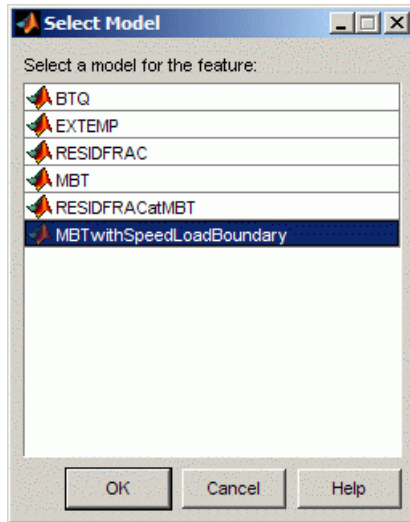 Select Model
Select a model for the feature:
BTQ
EXTEMP
RESIDFRAC
MBT
RESIDFRACatMBT
MBTwithSpeedLoadBoundary
OK Cancel Help